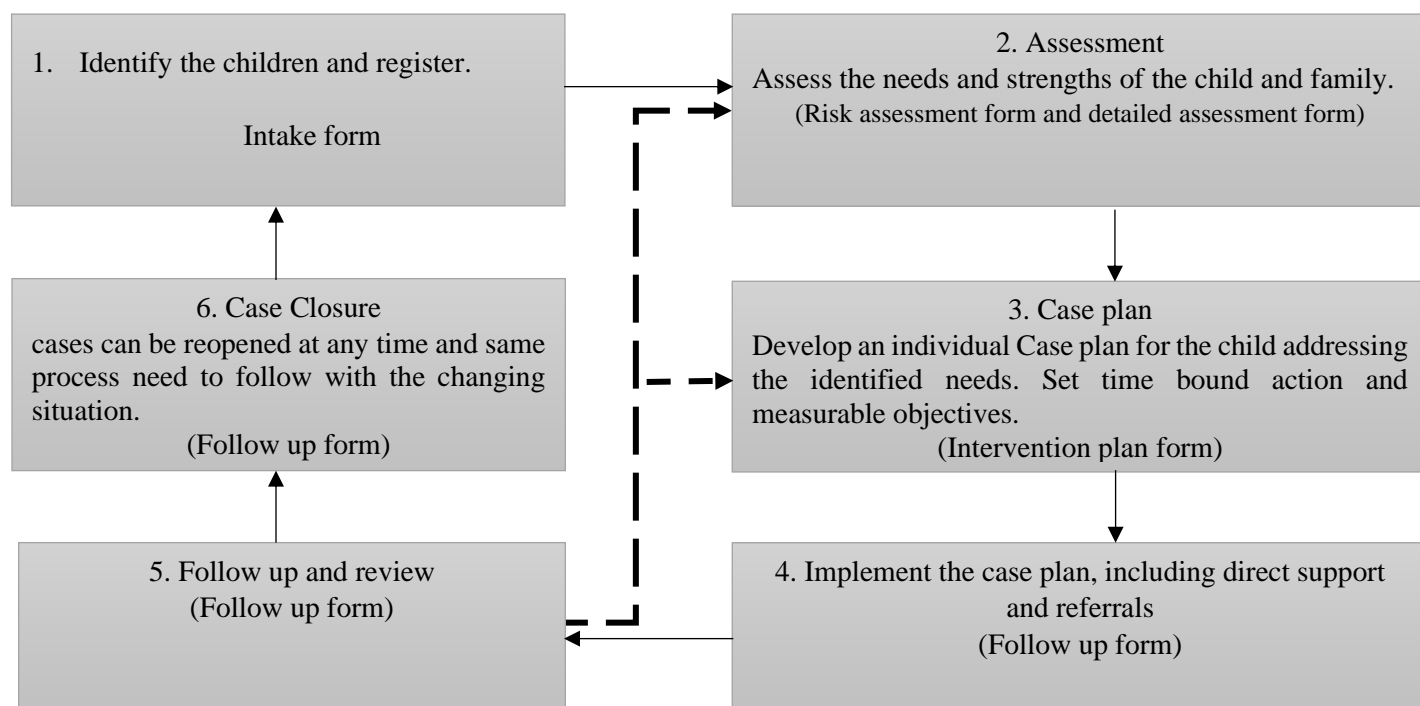 1. Identify the children and register.
Intake form
2. Assessment
Assess the needs and strengths of the child and family.
(Risk assessment form and detailed assessment form)
3. Case plan
Develop an individual Case plan for the child addressing
the identified needs. Set time bound action and
measurable objectives.
(Intervention plan form)
4. Implement the case plan, including direct support
and referrals
(Follow up form)
5. Follow up and review
(Follow up form)
6. Case Closure
cases can be reopened at any time and same
process need to follow with the changing
situation.
(Follow up form)